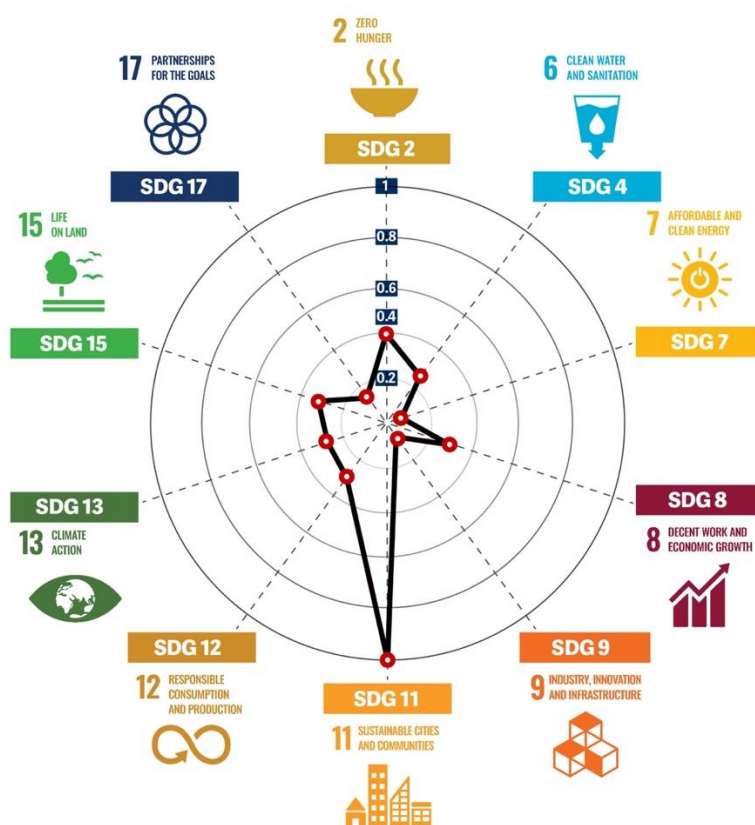 2 ZERO
HUNGER
SDG 2
17 PARTNERSHIPS
FOR THE GOALS
SDG 17
6 CLEAN WATER
AND SANITATION
SDG 4
15 LIFE
ON LAND
SDG 15
7 AFFORDABLE AND
CLEAN ENERGY
SDG 7
1
0.8
0.6
0.4
0.2
SDG 13
13 CLIMATE
ACTION
SDG 8
8 DECENT WORK AND
ECONOMIC GROWTH
SDG 12
12 RESPONSIBLE
CONSUMPTION
AND PRODUCTION
SDG 11
11 SUSTAINABLE CITIES
AND COMMUNITIES
SDG 9
9 INDUSTRY, INNOVATION
AND INFRASTRUCTURE